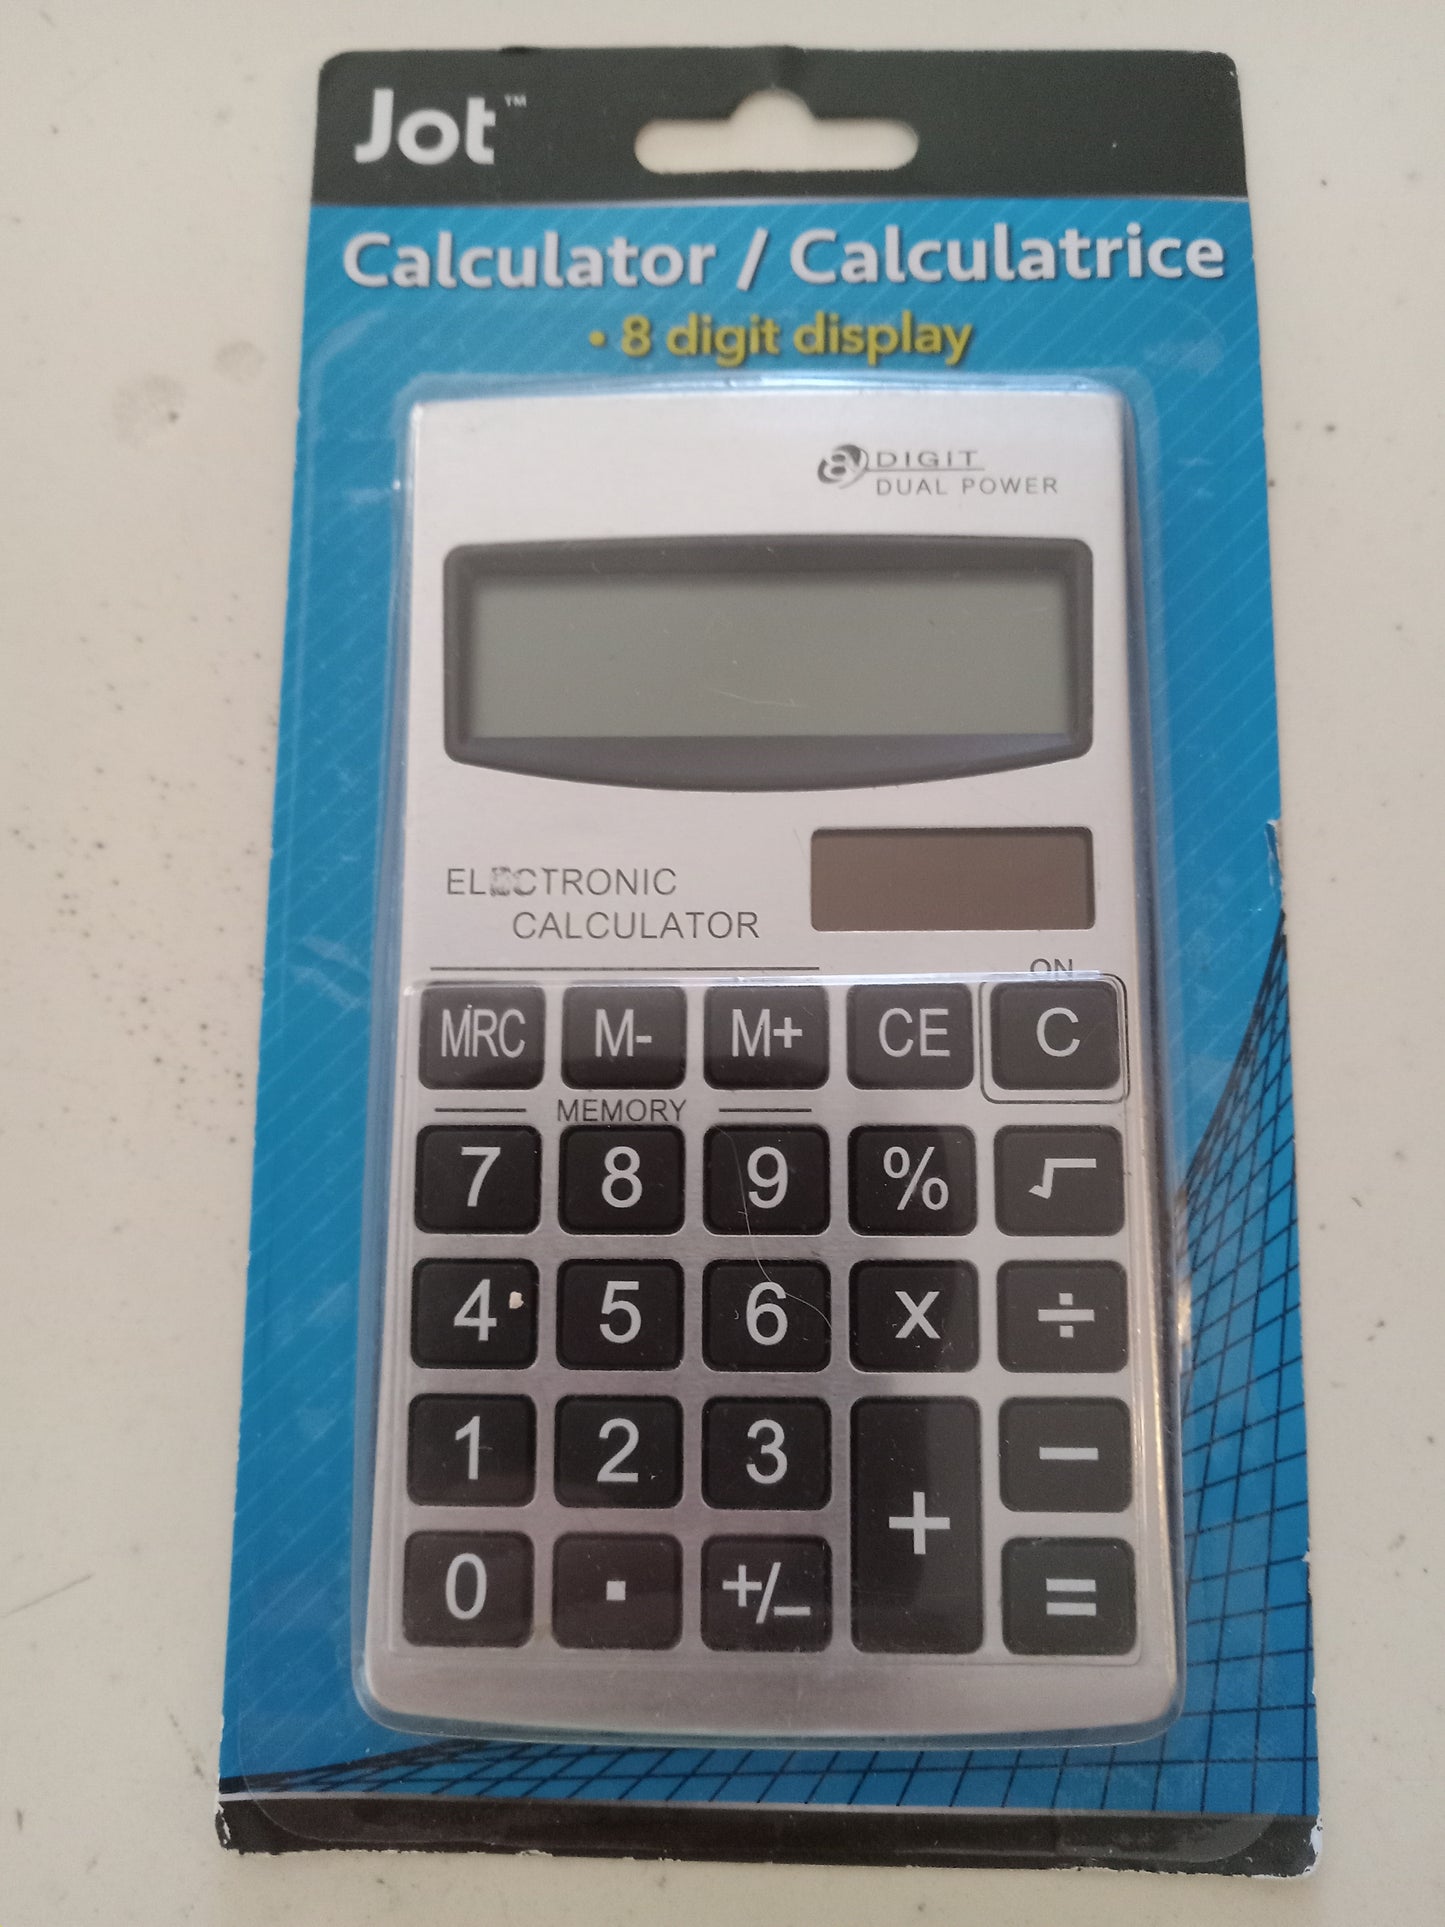 Jot™
Calculator / Calculatrice
• 8 digit display
8 DIGIT
DUAL POWER
ELECTRONIC
CALCULATOR
ON
MRC M- M+ CE C
MEMORY
7 8 9 % √
4 5 6 x ÷
1 2 3 −
+
0 . +/− =